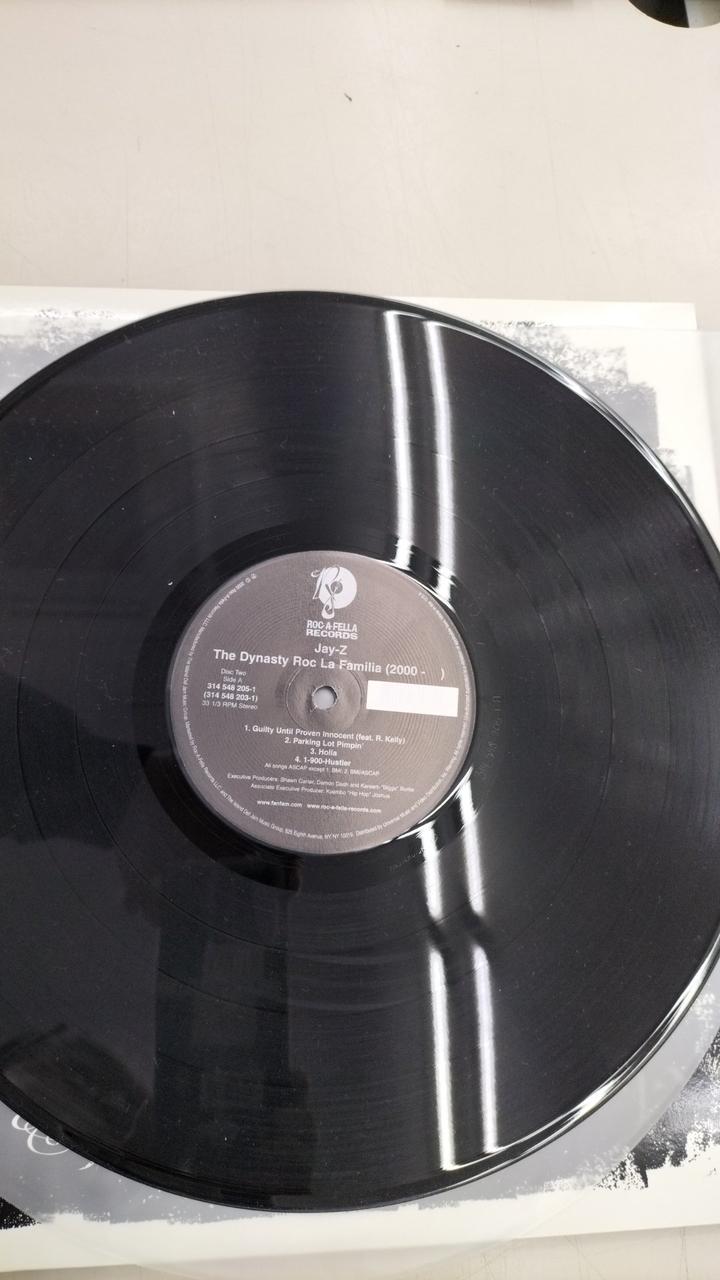 ROC-A-FELLA
RECORDS
Jay-Z
The Dynasty Roc La Familia (2000 - )
Disc Two
Side A
314 548 205-1
(314 548 203-1)
33 1/3 RPM Stereo
1. Guilty Until Proven Innocent (feat. R. Kelly)
2. Parking Lot Pimpin'
3. Holla
4. 1-900-Hustler
All songs ASCAP except 1. BMI; 2. BMI/ASCAP
Executive Producers: Shawn Carter, Damon Dash and Kareem "Biggs" Burke
Associate Executive Producer: Kyambo "Hip Hop" Joshua
www.fanfam.com www.roc-a-fella-records.com